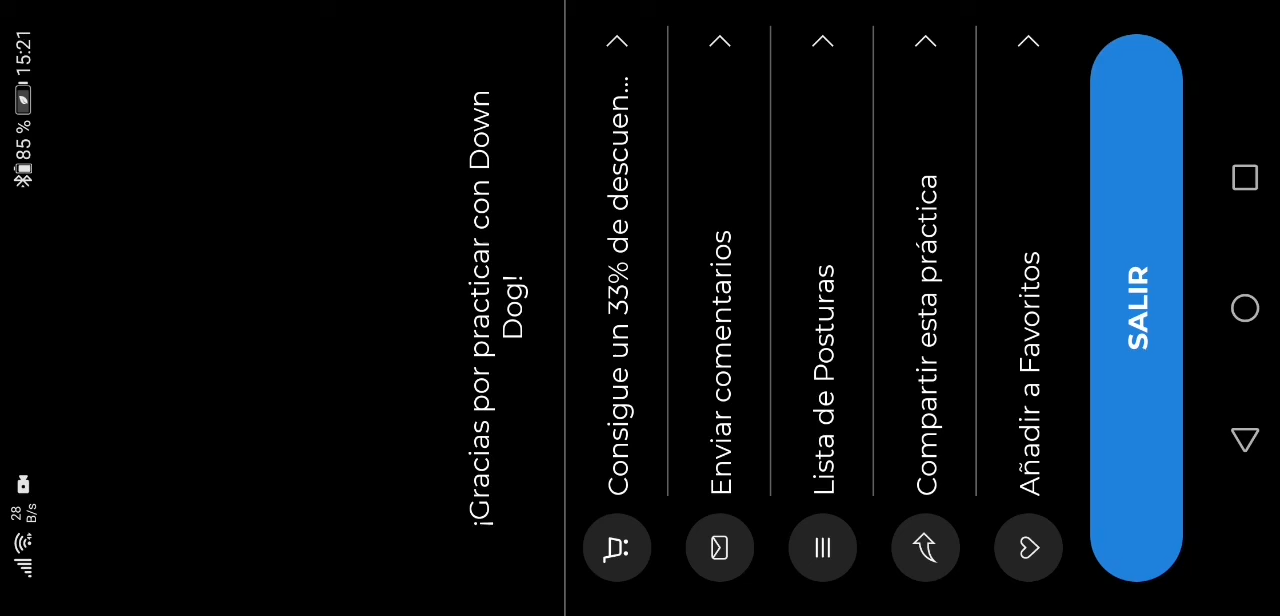 28
B/s
85 %
15:21
¡Gracias por practicar con Down
Dog!
Consigue un 33% de descuen...
Enviar comentarios
Lista de Posturas
Compartir esta práctica
Añadir a Favoritos
SALIR